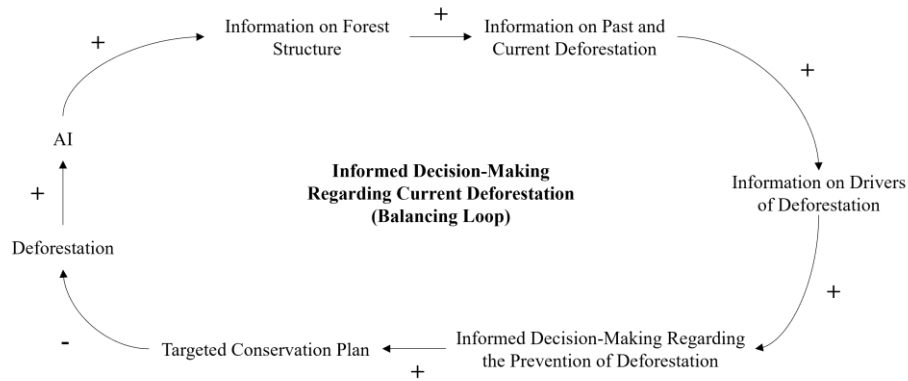 +
Information on Forest
Structure
+
Information on Past and
Current Deforestation
+
AI
+
Informed Decision-Making
Regarding Current Deforestation
(Balancing Loop)
Information on Drivers
of Deforestation
+
Deforestation
-
Targeted Conservation Plan
+
Informed Decision-Making Regarding
the Prevention of Deforestation